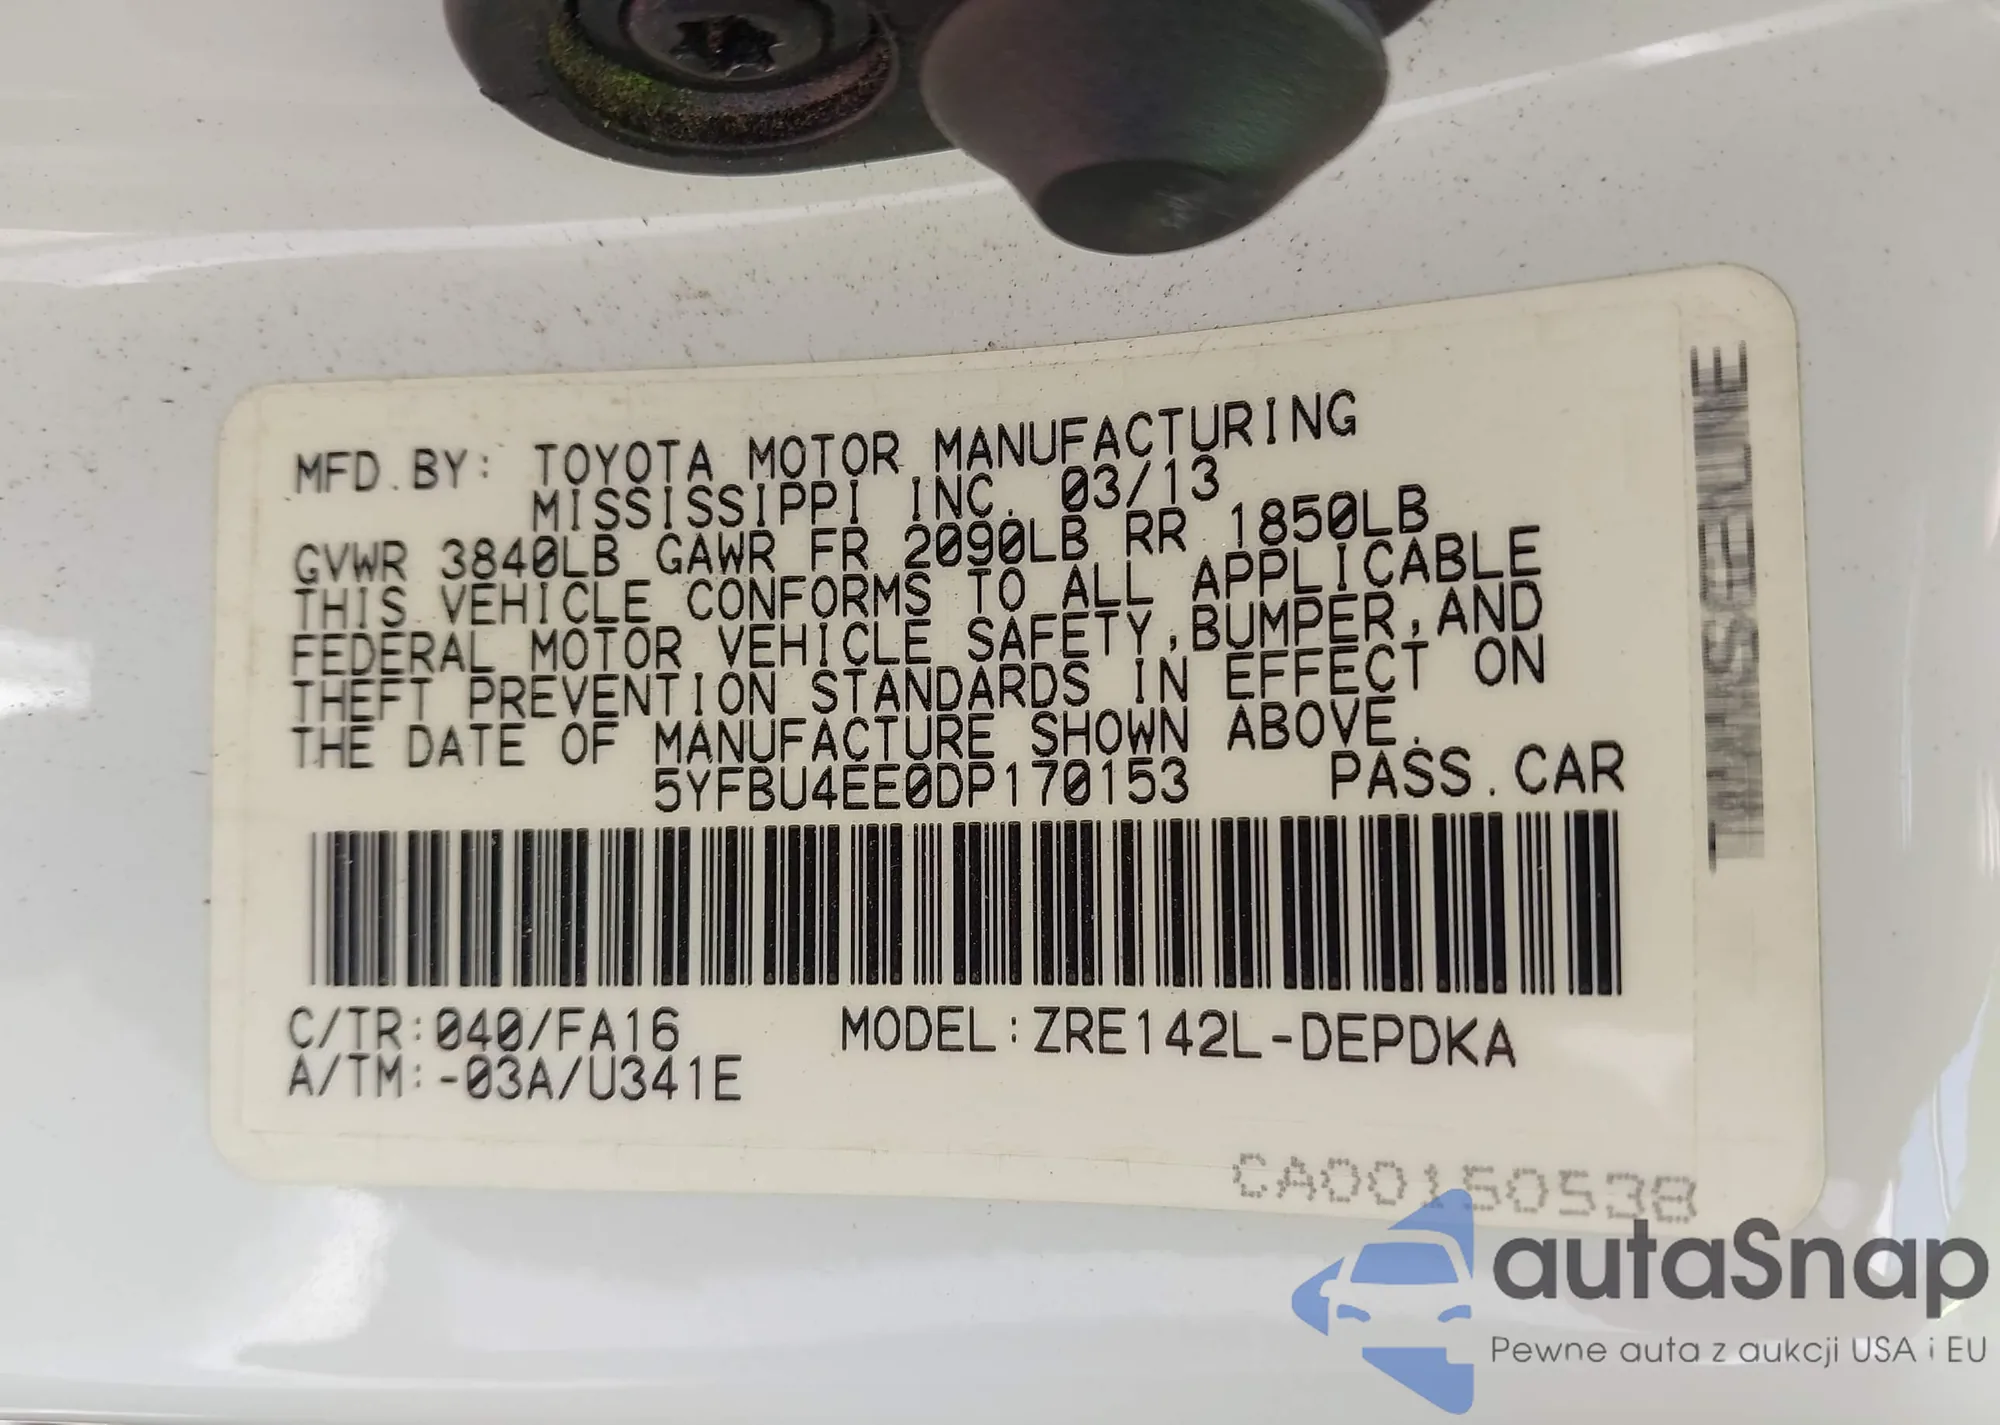 MFD.BY: TOYOTA MOTOR MANUFACTURING
MISSISSIPPI INC. 03/13
GVWR 3840LB GAWR FR 2090LB RR 1850LB
THIS VEHICLE CONFORMS TO ALL APPLICABLE
FEDERAL MOTOR VEHICLE SAFETY,BUMPER,AND
THEFT PREVENTION STANDARDS IN EFFECT ON
THE DATE OF MANUFACTURE SHOWN ABOVE.
5YFBU4EE0DP170153 PASS.CAR
C/TR:040/FA16 MODEL:ZRE142L-DEPDKA
A/TM:-03A/U341E
CA00150538
autaSnap
Pewne auta z aukcji USA i EU